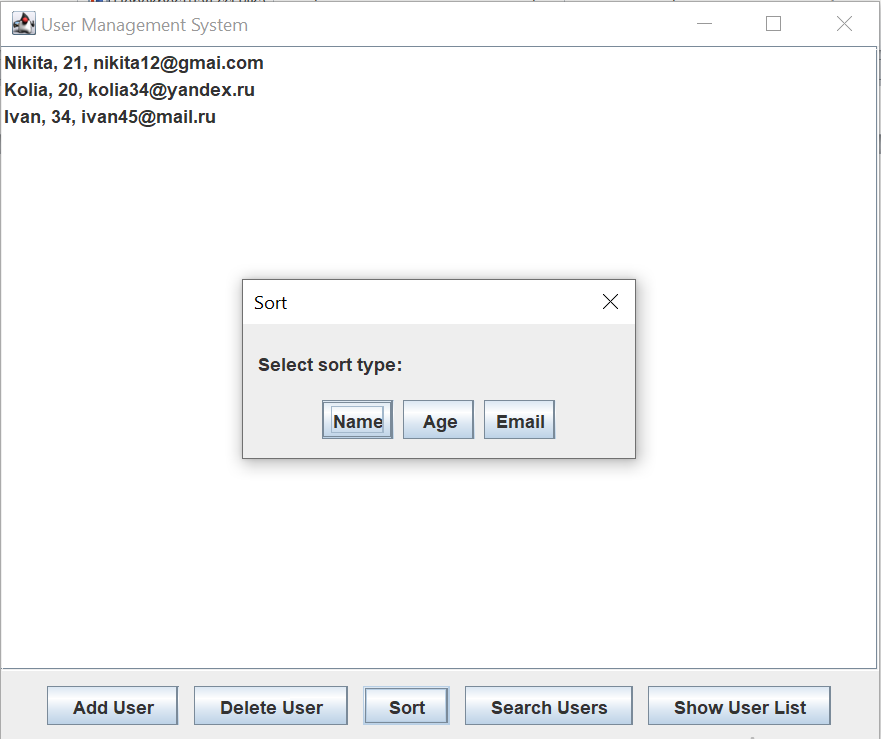 User Management System
Nikita, 21, nikita12@gmai.com
Kolia, 20, kolia34@yandex.ru
Ivan, 34, ivan45@mail.ru
Sort
Select sort type:
Name Age Email
Add User Delete User Sort Search Users Show User List